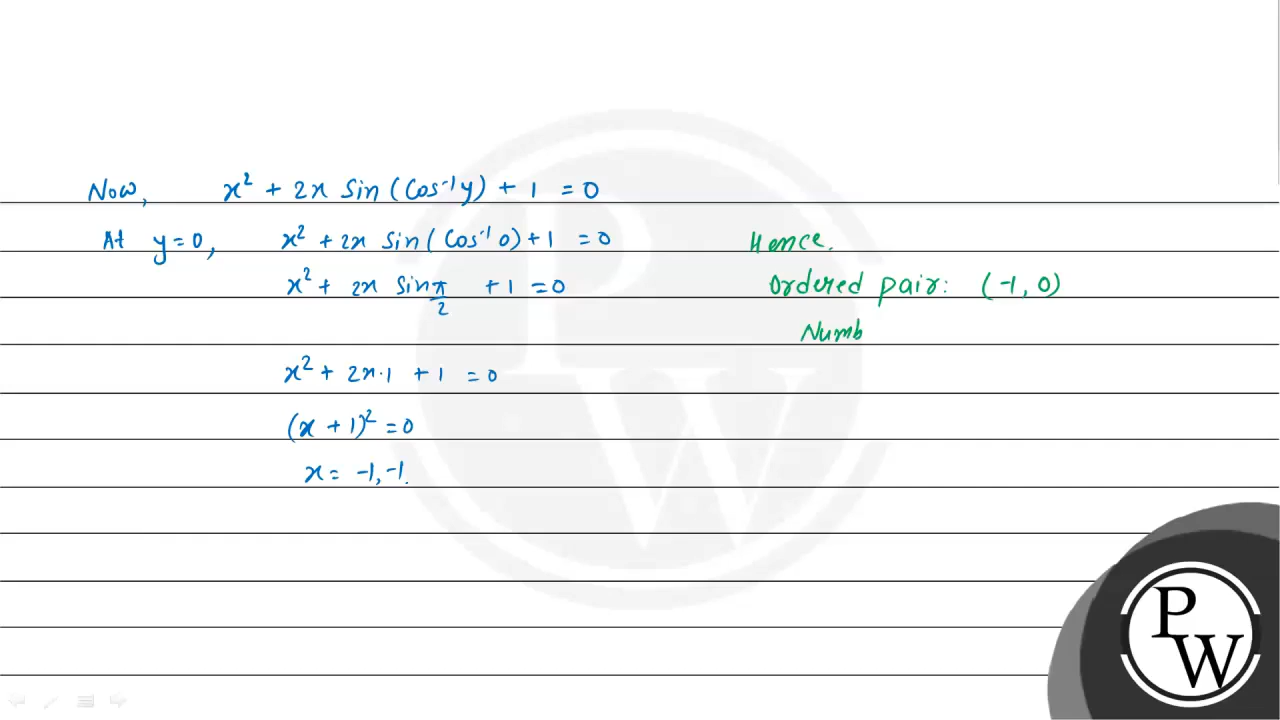 Now, x² + 2x sin(cos⁻¹y) + 1 = 0
At y = 0, x² + 2x sin(cos⁻¹ 0) + 1 = 0
x² + 2x sin π/2 + 1 = 0
x² + 2x·1 + 1 = 0
(x + 1)² = 0
x = -1, -1.
Hence.
Ordered pair: (-1, 0)
Numb
P
W
P
W